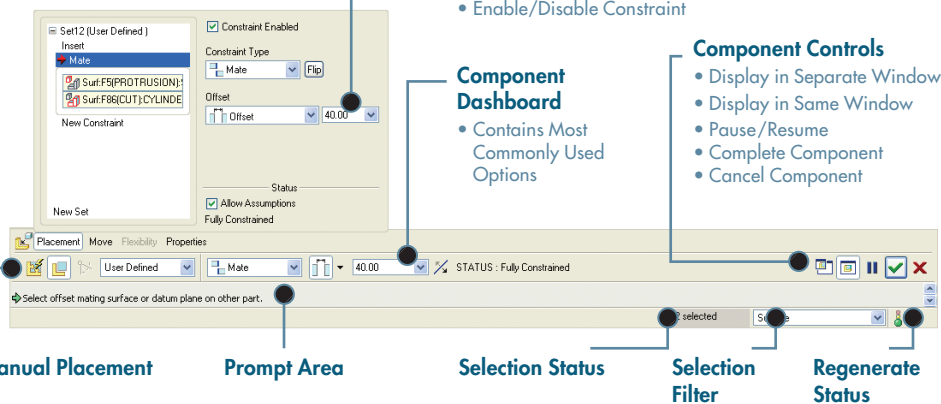 • Enable/Disable Constraint
Set12 (User Defined )
Insert
Mate
Surf:F5(PROTRUSION):
Surf:F86(CUT):CYLINDE
New Constraint
New Set
Constraint Enabled
Constraint Type
Mate
Flip
Offset
Offset
40.00
Status
Allow Assumptions
Fully Constrained
Component
Dashboard
• Contains Most
Commonly Used
Options
Component Controls
• Display in Separate Window
• Display in Same Window
• Pause/Resume
• Complete Component
• Cancel Component
Placement Move Flexibility Properties
User Defined Mate 40.00 STATUS : Fully Constrained
Select offset mating surface or datum plane on other part.
2 selected
anual Placement
Prompt Area
Selection Status
Selection
Filter
Regenerate
Status